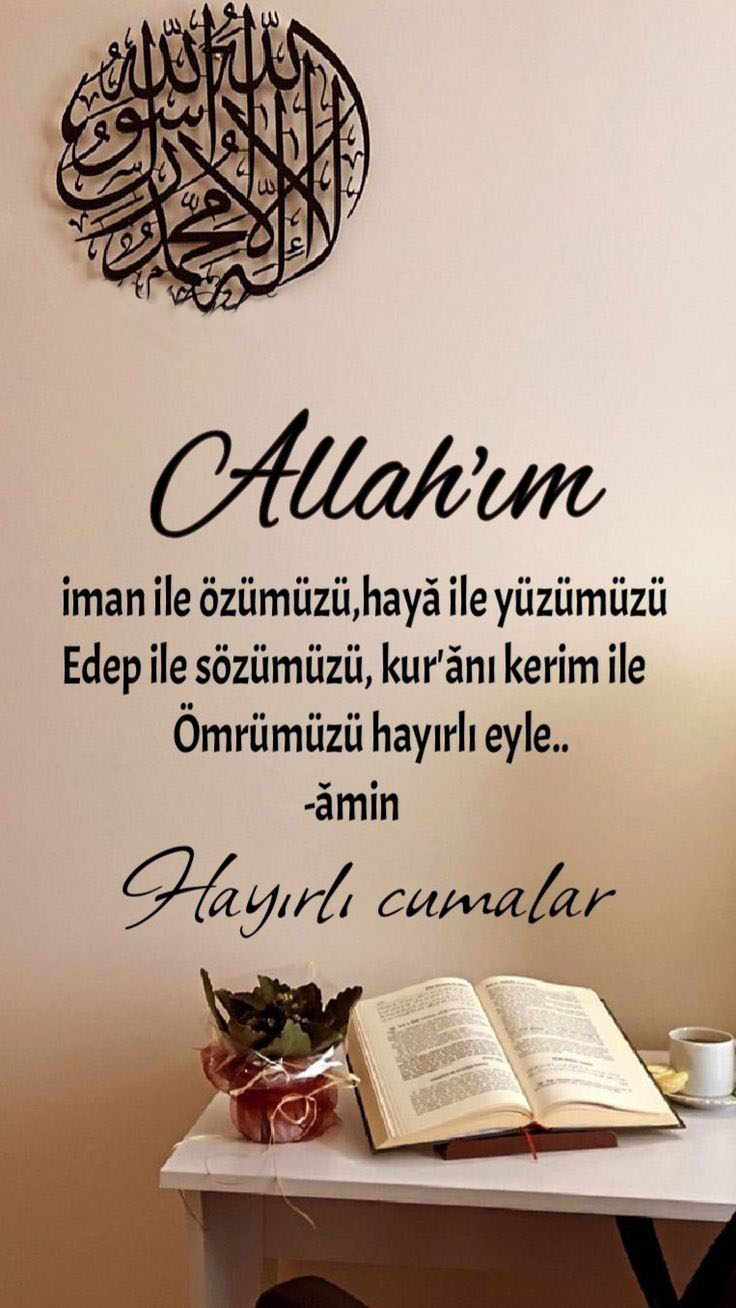 لا إله إلا الله محمد رسول الله
Allah'ım
iman ile özümüzü,hayă ile yüzümüzü
Edep ile sözümüzü, kur'ănı kerim ile
Ömrümüzü hayırlı eyle..
-ămin
Hayırlı cumalar